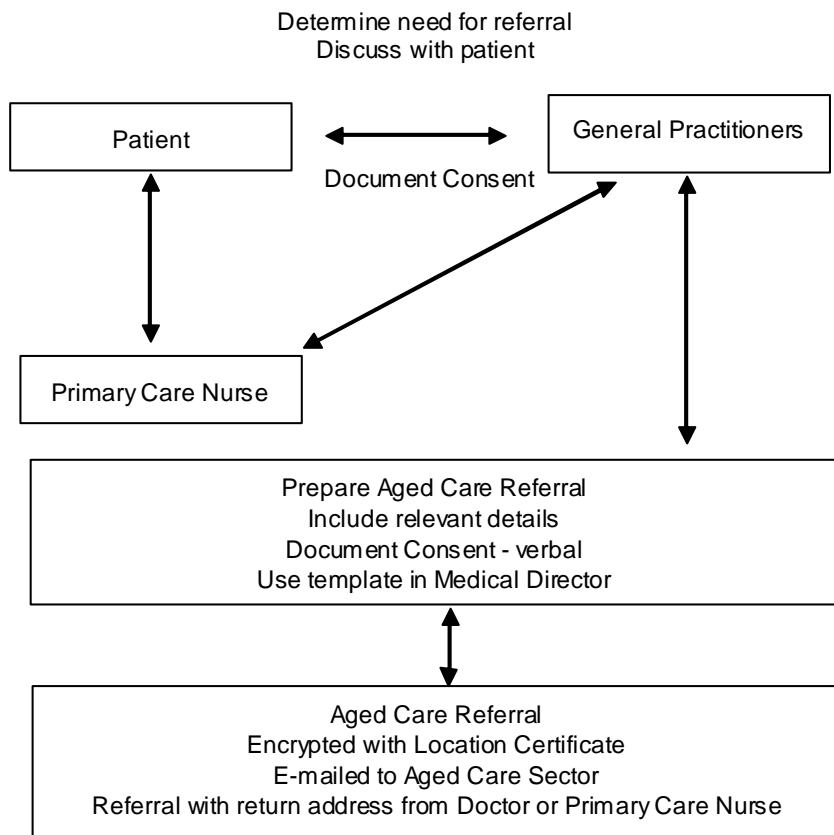 Determine need for referral
Discuss with patient
Patient
General Practitioners
Document Consent
Primary Care Nurse
Prepare Aged Care Referral
Include relevant details
Document Consent - verbal
Use template in Medical Director
Aged Care Referral
Encrypted with Location Certificate
E-mailed to Aged Care Sector
Referral with return address from Doctor or Primary Care Nurse